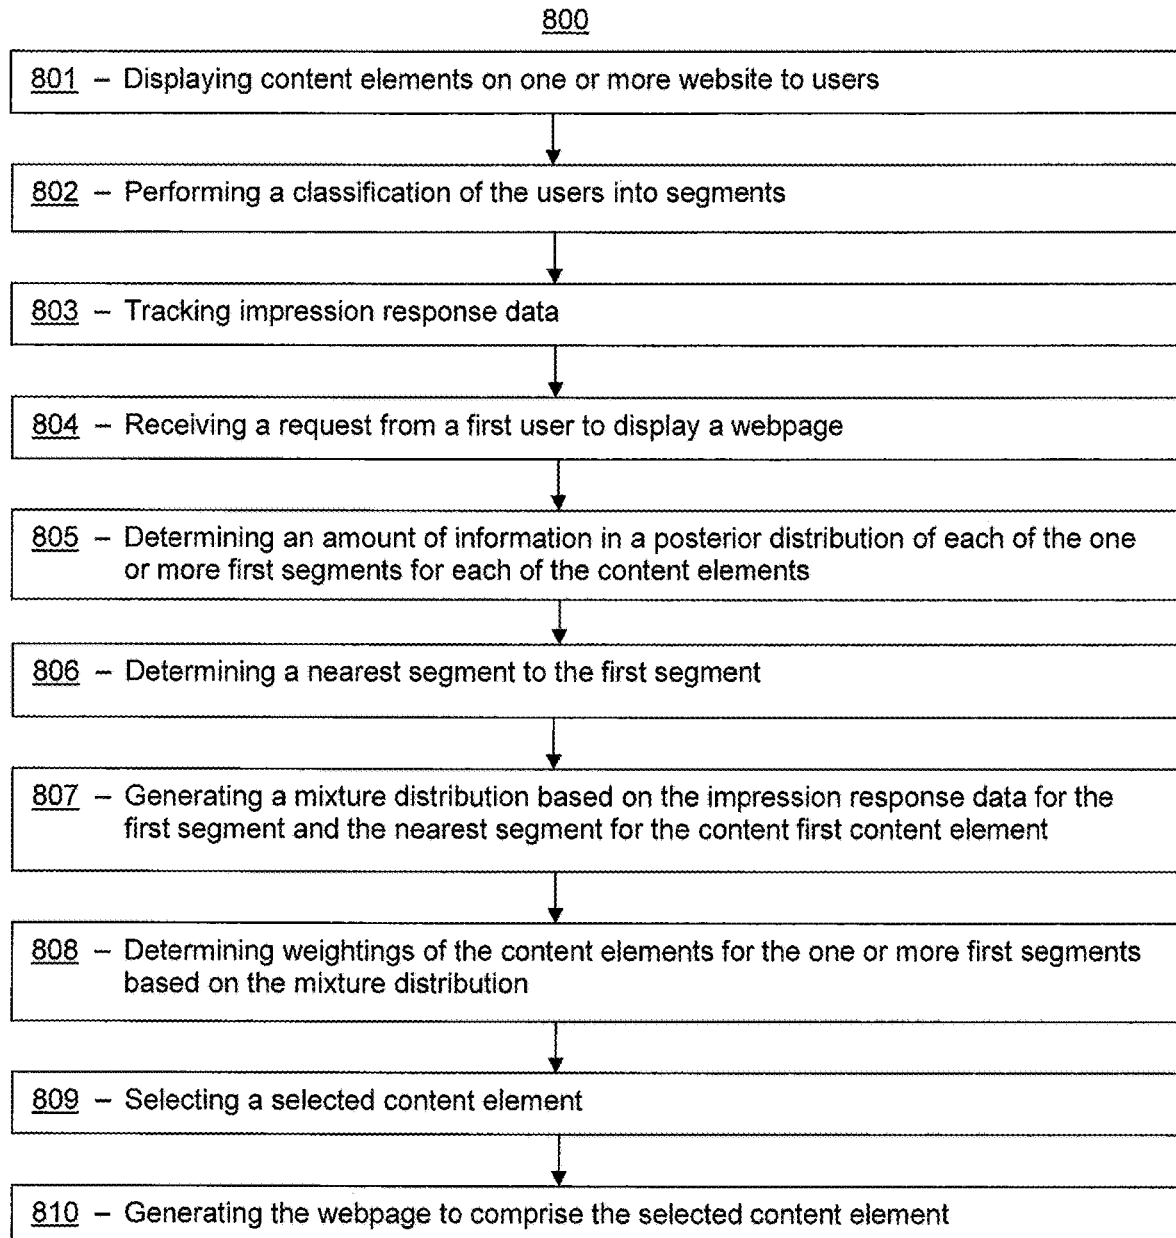 800
801 – Displaying content elements on one or more website to users
802 – Performing a classification of the users into segments
803 – Tracking impression response data
804 – Receiving a request from a first user to display a webpage
805 – Determining an amount of information in a posterior distribution of each of the one
or more first segments for each of the content elements
806 – Determining a nearest segment to the first segment
807 – Generating a mixture distribution based on the impression response data for the
first segment and the nearest segment for the content first content element
808 – Determining weightings of the content elements for the one or more first segments
based on the mixture distribution
809 – Selecting a selected content element
810 – Generating the webpage to comprise the selected content element